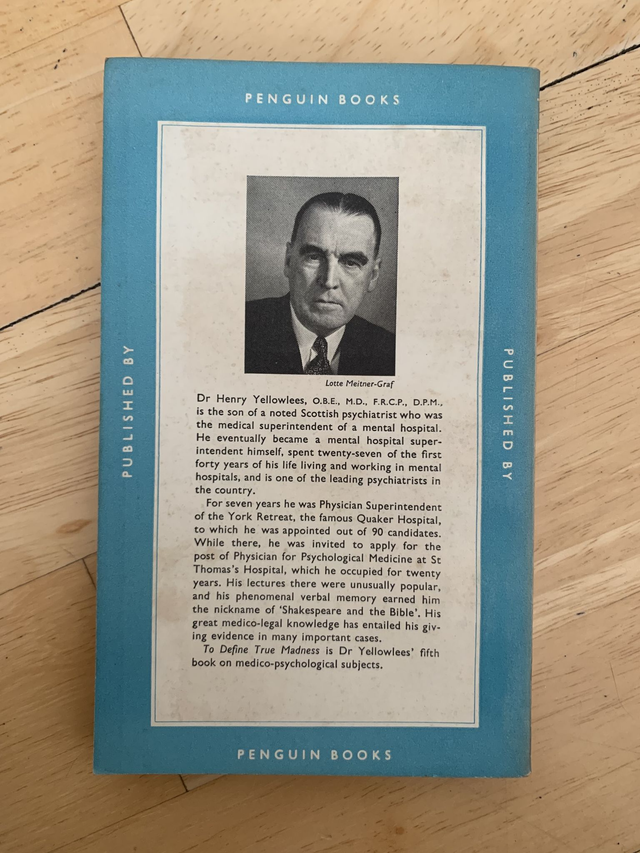 PENGUIN BOOKS
PUBLISHED BY
PUBLISHED BY
Lotte Meitner-Graf
Dr Henry Yellowlees, O.B.E., M.D., F.R.C.P., D.P.M.,
is the son of a noted Scottish psychiatrist who was
the medical superintendent of a mental hospital.
He eventually became a mental hospital super-
intendent himself, spent twenty-seven of the first
forty years of his life living and working in mental
hospitals, and is one of the leading psychiatrists in
the country.
For seven years he was Physician Superintendent
of the York Retreat, the famous Quaker Hospital,
to which he was appointed out of 90 candidates.
While there, he was invited to apply for the
post of Physician for Psychological Medicine at St
Thomas's Hospital, which he occupied for twenty
years. His lectures there were unusually popular,
and his phenomenal verbal memory earned him
the nickname of 'Shakespeare and the Bible'. His
great medico-legal knowledge has entailed his giv-
ing evidence in many important cases.
To Define True Madness is Dr Yellowlees' fifth
book on medico-psychological subjects.
PENGUIN BOOKS